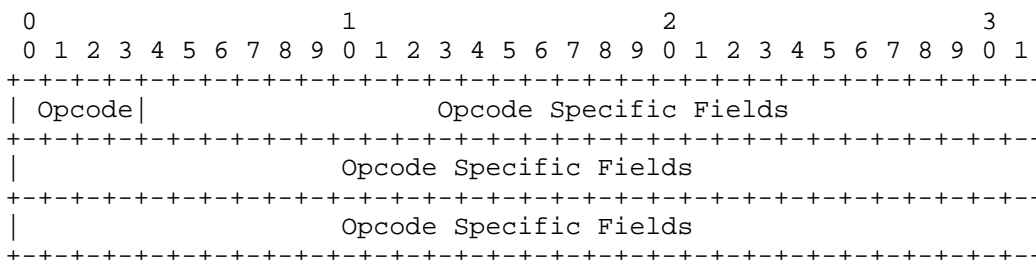 0                   1                   2                   3
 0 1 2 3 4 5 6 7 8 9 0 1 2 3 4 5 6 7 8 9 0 1 2 3 4 5 6 7 8 9 0 1
+-+-+-+-+-+-+-+-+-+-+-+-+-+-+-+-+-+-+-+-+-+-+-+-+-+-+-+-+-+-+-+--
| Opcode|                  Opcode Specific Fields
+-+-+-+-+-+-+-+-+-+-+-+-+-+-+-+-+-+-+-+-+-+-+-+-+-+-+-+-+-+-+-+--
|                    Opcode Specific Fields
+-+-+-+-+-+-+-+-+-+-+-+-+-+-+-+-+-+-+-+-+-+-+-+-+-+-+-+-+-+-+-+--
|                    Opcode Specific Fields
+-+-+-+-+-+-+-+-+-+-+-+-+-+-+-+-+-+-+-+-+-+-+-+-+-+-+-+-+-+-+-+--